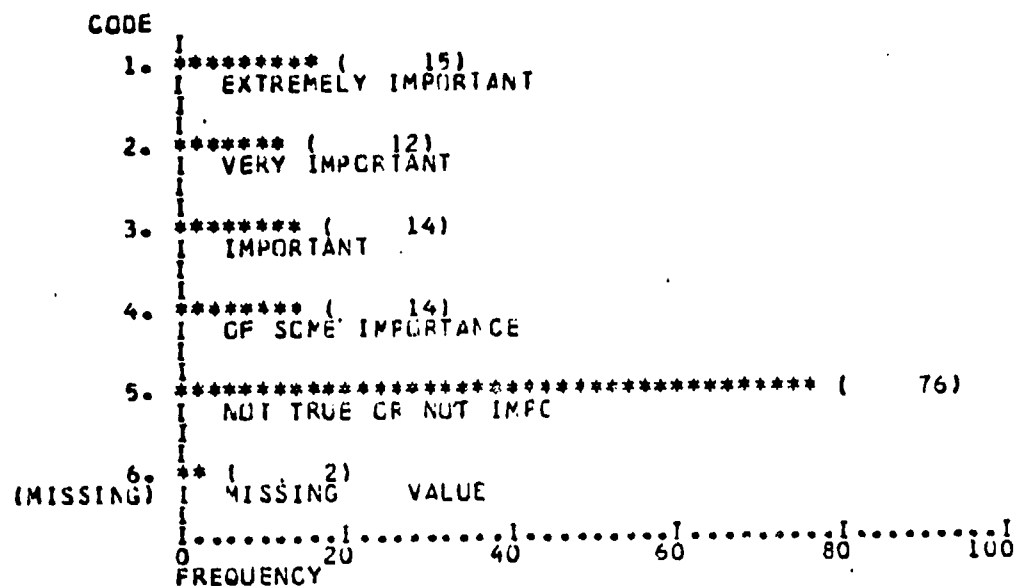 CODE
I
1. ********* ( 15)
I EXTREMELY IMPORTANT
I
I
2. ******* ( 12)
I VERY IMPORTANT
I
I
3. ******** ( 14)
I IMPORTANT
I
I
4. ******** ( 14)
I OF SOME IMPORTANCE
I
I
5. *************************************** ( 76)
I NOT TRUE OR NOT IMPO
I
I
6. ** ( 2)
(MISSING) I MISSING VALUE
I
I.........I.........I.........I.........I.........I
0 20 40 60 80 100
FREQUENCY